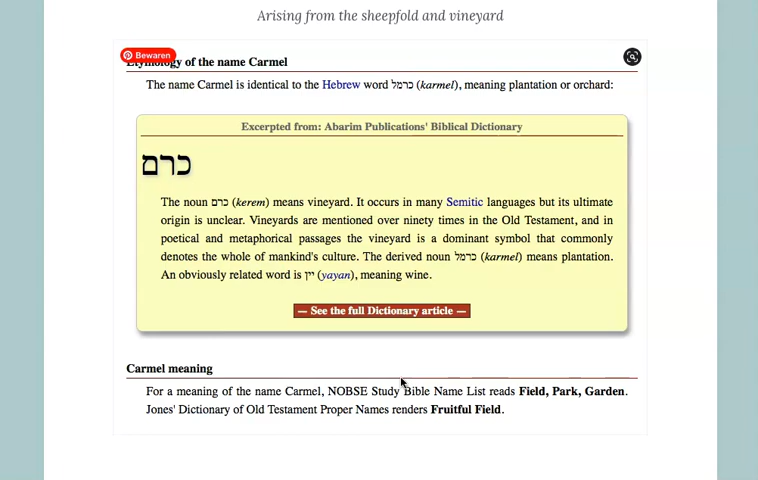 Arising from the sheepfold and vineyard
Bewaren
Etymology of the name Carmel
The name Carmel is identical to the Hebrew word כרמל (karmel), meaning plantation or orchard:
Excerpted from: Abarim Publications' Biblical Dictionary
כרם
The noun כרם (kerem) means vineyard. It occurs in many Semitic languages but its ultimate
origin is unclear. Vineyards are mentioned over ninety times in the Old Testament, and in
poetical and metaphorical passages the vineyard is a dominant symbol that commonly
denotes the whole of mankind's culture. The derived noun כרמל (karmel) means plantation.
An obviously related word is יין (yayan), meaning wine.
— See the full Dictionary article —
Carmel meaning
For a meaning of the name Carmel, NOBSE Study Bible Name List reads Field, Park, Garden.
Jones' Dictionary of Old Testament Proper Names renders Fruitful Field.